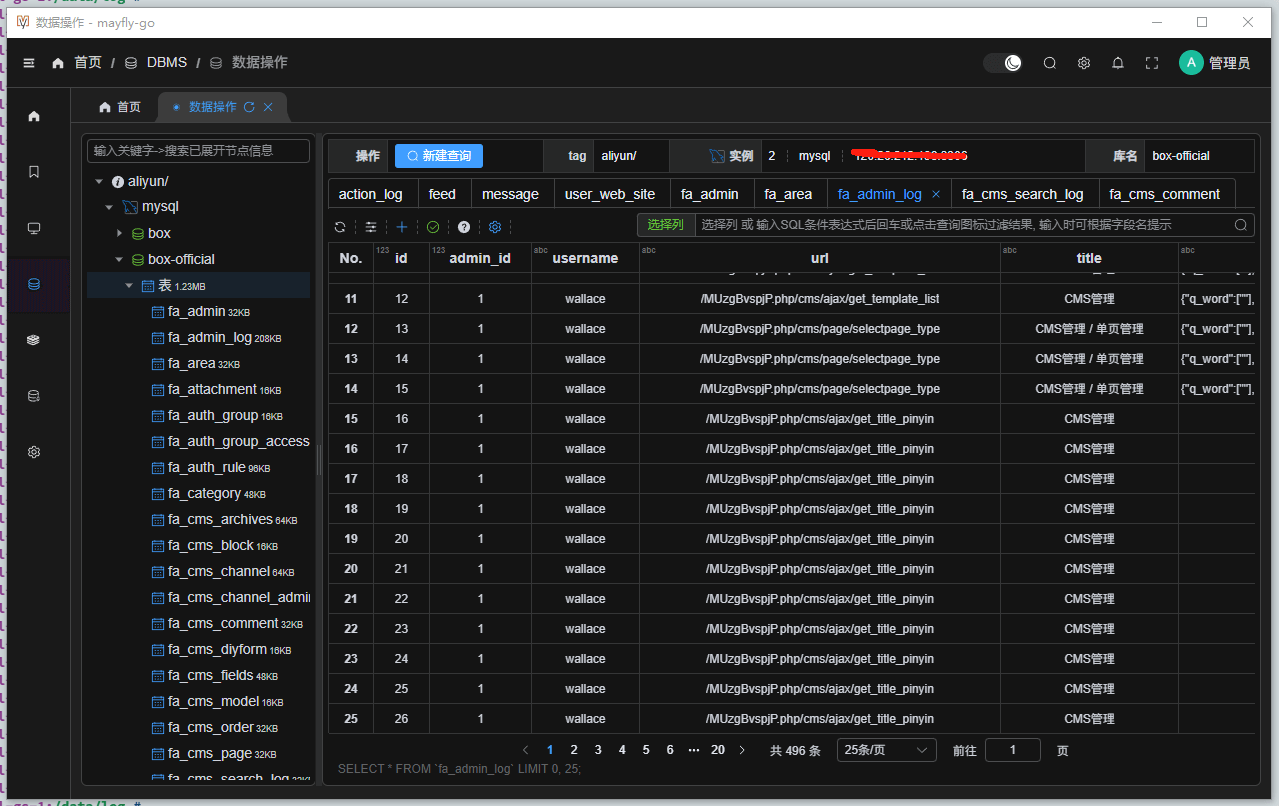 数据操作 - mayfly-go
首页 / DBMS / 数据操作
A 管理员
首页 数据操作
输入关键字->搜索已展开节点信息
aliyun/
mysql
box
box-official
表 1.23MB
fa_admin 32KB
fa_admin_log 208KB
fa_area 32KB
fa_attachment 16KB
fa_auth_group 16KB
fa_auth_group_access
fa_auth_rule 96KB
fa_category 48KB
fa_cms_archives 64KB
fa_cms_block 16KB
fa_cms_channel 64KB
fa_cms_channel_admi
fa_cms_comment 32KB
fa_cms_diyform 16KB
fa_cms_fields 48KB
fa_cms_model 16KB
fa_cms_order 32KB
fa_cms_page 32KB
fa_cms_search_log 32K
操作 新建查询 tag aliyun/ 实例 2 mysql 库名 box-official
action_log feed message user_web_site fa_admin fa_area fa_admin_log fa_cms_search_log fa_cms_comment
选择列 选择列 或 输入SQL条件表达式后回车或点击查询图标过滤结果, 输入时可根据字段名提示
No. 123 id 123 admin_id abc username abc url abc title abc
11 12 1 wallace /MUzgBvspjP.php/cms/ajax/get_template_list CMS管理 {"q_word":[""],
12 13 1 wallace /MUzgBvspjP.php/cms/page/selectpage_type CMS管理 / 单页管理 {"q_word":[""],
13 14 1 wallace /MUzgBvspjP.php/cms/page/selectpage_type CMS管理 / 单页管理 {"q_word":[""],
14 15 1 wallace /MUzgBvspjP.php/cms/page/selectpage_type CMS管理 / 单页管理 {"q_word":[""],
15 16 1 wallace /MUzgBvspjP.php/cms/ajax/get_title_pinyin CMS管理
16 17 1 wallace /MUzgBvspjP.php/cms/ajax/get_title_pinyin CMS管理
17 18 1 wallace /MUzgBvspjP.php/cms/ajax/get_title_pinyin CMS管理
18 19 1 wallace /MUzgBvspjP.php/cms/ajax/get_title_pinyin CMS管理
19 20 1 wallace /MUzgBvspjP.php/cms/ajax/get_title_pinyin CMS管理
20 21 1 wallace /MUzgBvspjP.php/cms/ajax/get_title_pinyin CMS管理
21 22 1 wallace /MUzgBvspjP.php/cms/ajax/get_title_pinyin CMS管理
22 23 1 wallace /MUzgBvspjP.php/cms/ajax/get_title_pinyin CMS管理
23 24 1 wallace /MUzgBvspjP.php/cms/ajax/get_title_pinyin CMS管理
24 25 1 wallace /MUzgBvspjP.php/cms/ajax/get_title_pinyin CMS管理
25 26 1 wallace /MUzgBvspjP.php/cms/ajax/get_title_pinyin CMS管理
1 2 3 4 5 6 ··· 20 共 496 条 25条/页 前往 1 页
SELECT * FROM `fa_admin_log` LIMIT 0, 25;